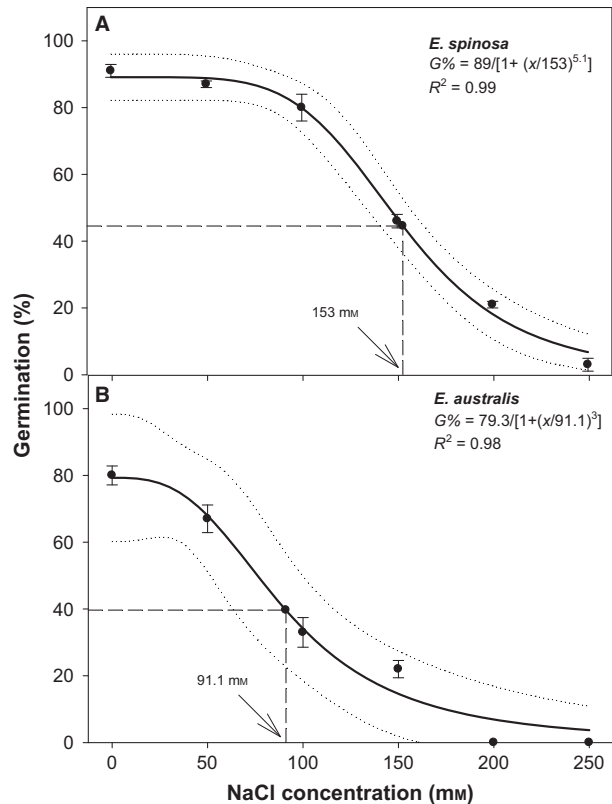 A
E. spinosa
G% = 89/[1+ (x/153)^5.1]
R² = 0.99
100
80
60
40
20
0
153 mM
B
E. australis
G% = 79.3/[1+(x/91.1)³]
R² = 0.98
100
80
60
40
20
0
91.1 mM
Germination (%)
0 50 100 150 200 250
NaCl concentration (mM)